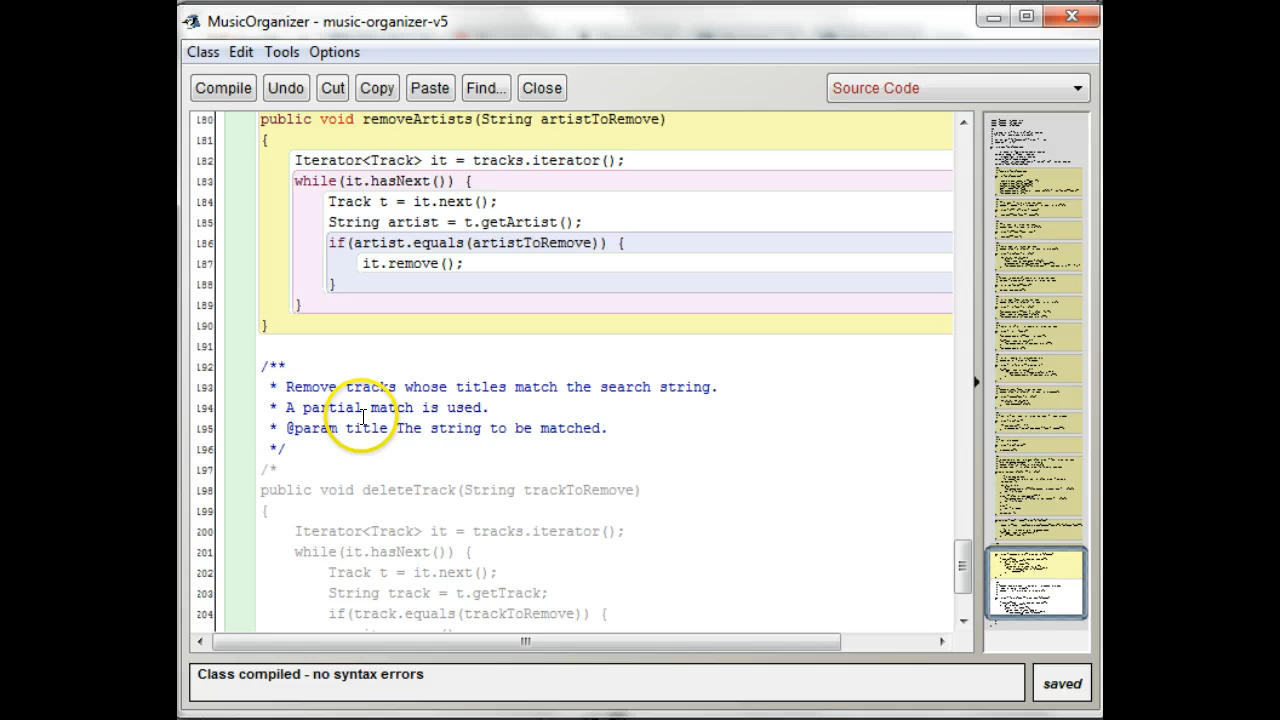 MusicOrganizer - music-organizer-v5
Class Edit Tools Options
Compile Undo Cut Copy Paste Find... Close Source Code
180 public void removeArtists(String artistToRemove)
181 {
182 Iterator<Track> it = tracks.iterator();
183 while(it.hasNext()) {
184 Track t = it.next();
185 String artist = t.getArtist();
186 if(artist.equals(artistToRemove)) {
187 it.remove();
188 }
189 }
190 }
191
192 /**
193 * Remove tracks whose titles match the search string.
194 * A partial match is used.
195 * @param title The string to be matched.
196 */
197 /*
198 public void deleteTrack(String trackToRemove)
199 {
200 Iterator<Track> it = tracks.iterator();
201 while(it.hasNext()) {
202 Track t = it.next();
203 String track = t.getTrack;
204 if(track.equals(trackToRemove)) {
Class compiled - no syntax errors
saved